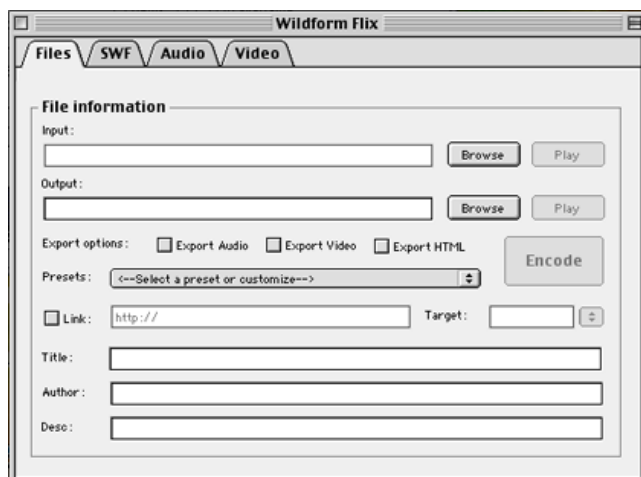 Wildform Flix
Files SWF Audio Video
File information
Input:
Browse Play
Output:
Browse Play
Export options: Export Audio Export Video Export HTML
Encode
Presets: <--Select a preset or customize-->
Link: http:// Target:
Title:
Author:
Desc: